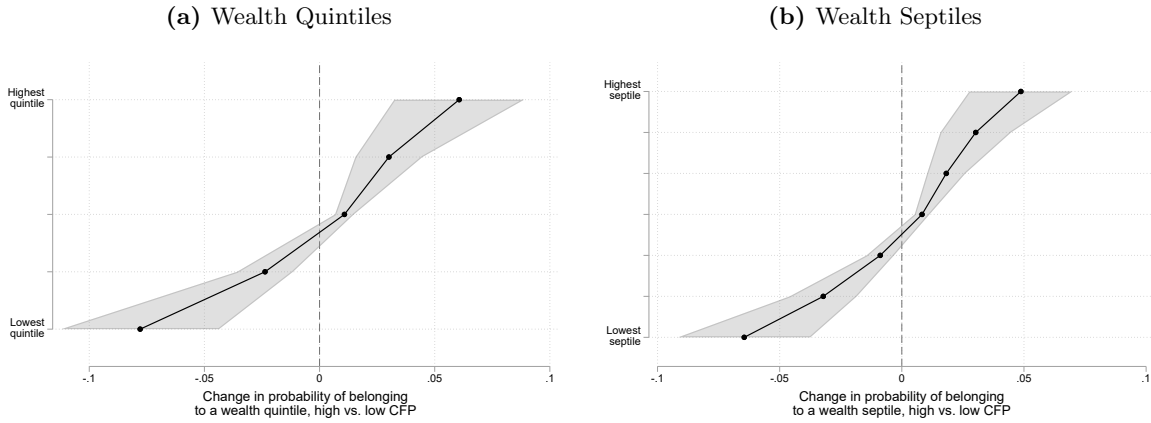 (a) Wealth Quintiles
Highest
quintile
Lowest
quintile
-.1 -.05 0 .05 .1
Change in probability of belonging
to a wealth quintile, high vs. low CFP
(b) Wealth Septiles
Highest
septile
Lowest
septile
-.1 -.05 0 .05 .1
Change in probability of belonging
to a wealth septile, high vs. low CFP